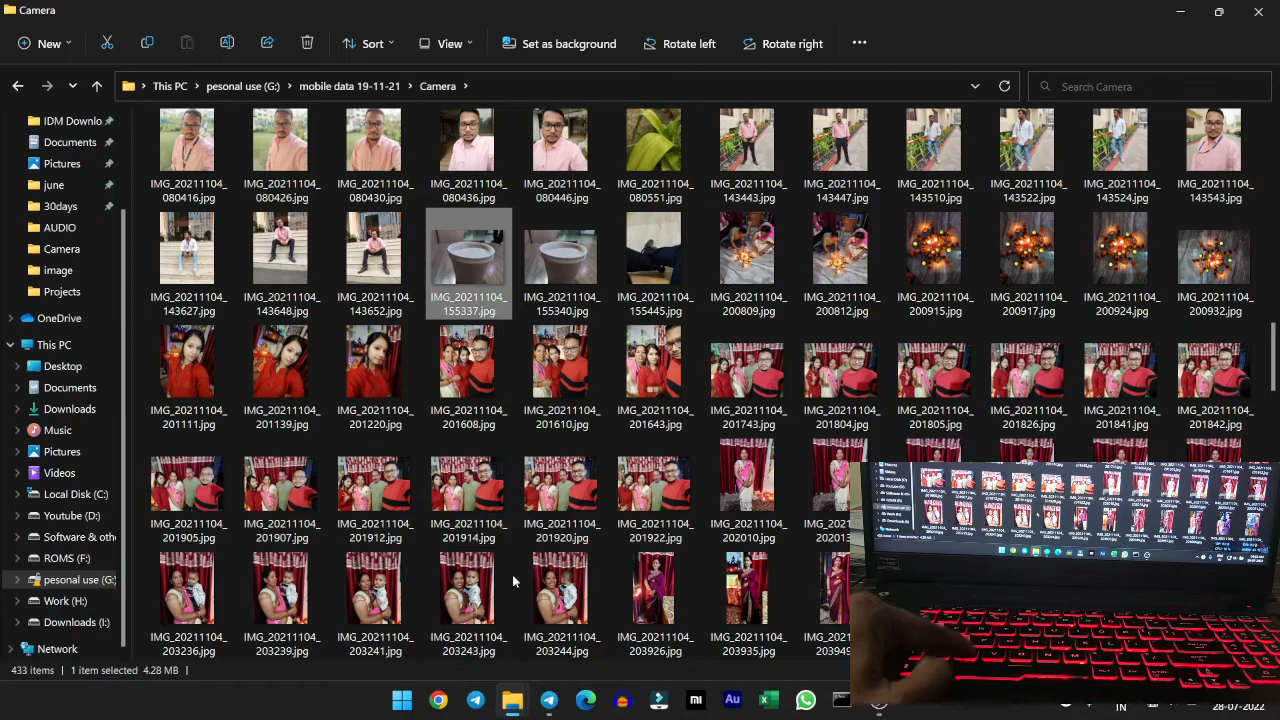 Camera
New
Sort
View
Set as background
Rotate left
Rotate right
This PC
pesonal use (G:)
mobile data 19-11-21
Camera
Search Camera
IDM Downlo
Documents
Pictures
june
30days
AUDIO
Camera
image
Projects
OneDrive
This PC
Desktop
Documents
Downloads
Music
Pictures
Videos
Local Disk (C:)
Youtube (D:)
Software & othe
ROMS (F:)
pesonal use (G:)
Work (H:)
Downloads (I:)
Network
IMG_20211104_ IMG_20211104_ IMG_20211104_ IMG_20211104_ IMG_20211104_ IMG_20211104_ IMG_20211104_ IMG_20211104_ IMG_20211104_ IMG_20211104_ IMG_20211104_ IMG_20211104_
080416.jpg 080426.jpg 080430.jpg 080436.jpg 080446.jpg 080551.jpg 143443.jpg 143447.jpg 143510.jpg 143522.jpg 143524.jpg 143543.jpg
IMG_20211104_ IMG_20211104_ IMG_20211104_ IMG_20211104_ IMG_20211104_ IMG_20211104_ IMG_20211104_ IMG_20211104_ IMG_20211104_ IMG_20211104_ IMG_20211104_ IMG_20211104_
143627.jpg 143648.jpg 143652.jpg 155337.jpg 155340.jpg 155445.jpg 200809.jpg 200812.jpg 200915.jpg 200917.jpg 200924.jpg 200932.jpg
IMG_20211104_ IMG_20211104_ IMG_20211104_ IMG_20211104_ IMG_20211104_ IMG_20211104_ IMG_20211104_ IMG_20211104_ IMG_20211104_ IMG_20211104_ IMG_20211104_ IMG_20211104_
201111.jpg 201139.jpg 201220.jpg 201608.jpg 201610.jpg 201643.jpg 201743.jpg 201804.jpg 201805.jpg 201826.jpg 201841.jpg 201842.jpg
IMG_20211104_ IMG_20211104_ IMG_20211104_ IMG_20211104_ IMG_20211104_ IMG_20211104_ IMG_20211104_
201905.jpg 201907.jpg 201912.jpg 201914.jpg 201920.jpg 201922.jpg 202010.jpg
IMG_20211104_ IMG_20211104_ IMG_20211104_ IMG_20211104_ IMG_20211104_ IMG_20211104_ IMG_20211104_
203236.jpg 203239.jpg 203241.jpg 203243.jpg 203244.jpg 203926.jpg 203935.jpg 203949
433 items
1 item selected 4.28 MB
mi
Au
IN
28-07-2022